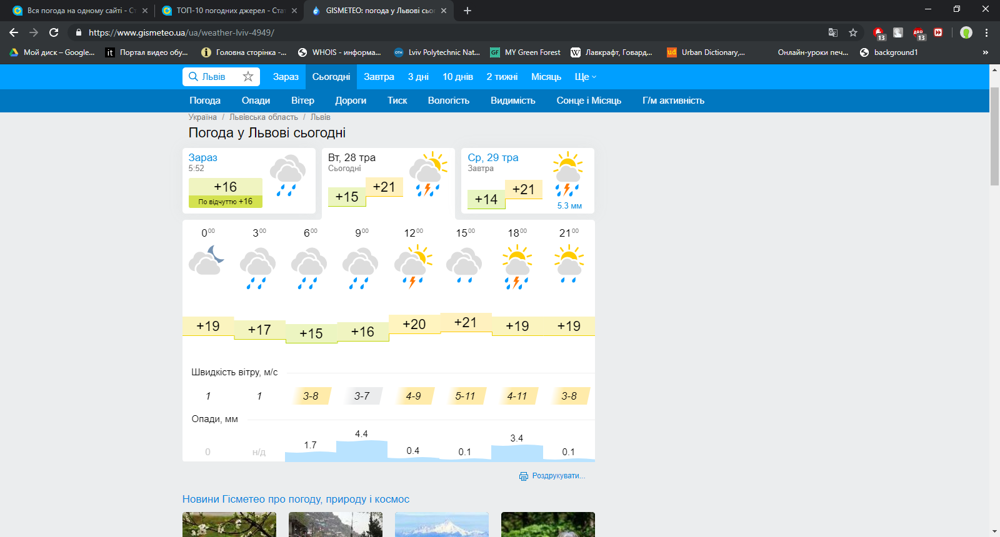 Вся погода на одному сайті - Ст
ТОП-10 погодних джерел - Стат
GISMETEO: погода у Львові сьог
https://www.gismeteo.ua/ua/weather-lviv-4949/
13
ABP
13
Мой диск – Google...
it
Портал видео обу...
Головна сторінка -...
WHOIS - информа...
OTH
Lviv Polytechnic Nat...
GF
MY Green Forest
W
Лавкрафт, Говард...
ud
Urban Dictionary,...
Онлайн-уроки печ...
background1
»
Львів
Зараз
Сьогодні
Завтра
3 дні
10 днів
2 тижні
Місяць
Ще
Погода
Опади
Вітер
Дороги
Тиск
Вологість
Видимість
Сонце і Місяць
Г/м активність
Україна / Львівська область / Львів
Погода у Львові сьогодні
Зараз
5:52
+16
По відчуттю +16
Вт, 28 тра
Сьогодні
+15
+21
Ср, 29 тра
Завтра
+14
+21
5.3 мм
0 00 3 00 6 00 9 00 12 00 15 00 18 00 21 00
+19 +17 +15 +16 +20 +21 +19 +19
Швидкість вітру, м/с
1 1 3-8 3-7 4-9 5-11 4-11 3-8
Опади, мм
0 н/д 1.7 4.4 0.4 0.1 3.4 0.1
Роздрукувати...
Новини Гісметео про погоду, природу і космос